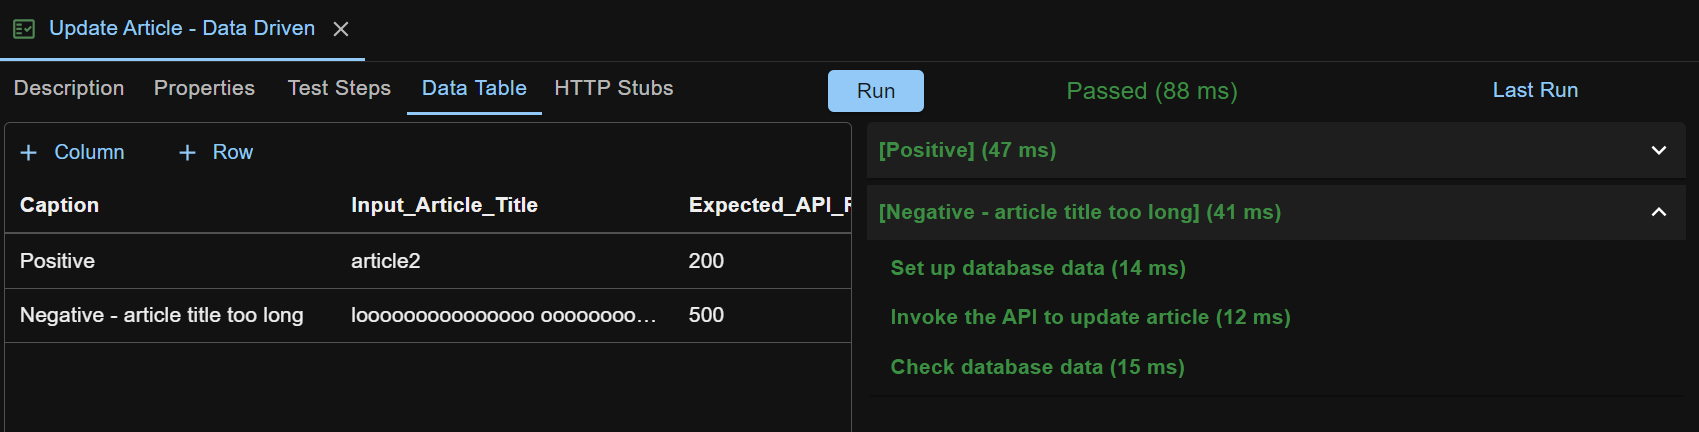 Update Article - Data Driven
Description Properties Test Steps Data Table HTTP Stubs
Run Passed (88 ms) Last Run
+ Column + Row
Caption Input_Article_Title Expected_API_R
Positive article2 200
Negative - article title too long looooooooooooooo oooooooo… 500
[Positive] (47 ms)
[Negative - article title too long] (41 ms)
Set up database data (14 ms)
Invoke the API to update article (12 ms)
Check database data (15 ms)